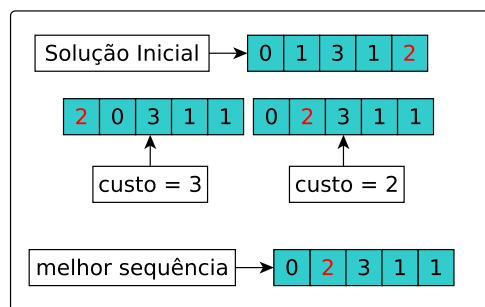 Solução Inicial 0 1 3 1 2
2 0 3 1 1 0 2 3 1 1
custo = 3 custo = 2
melhor sequência 0 2 3 1 1